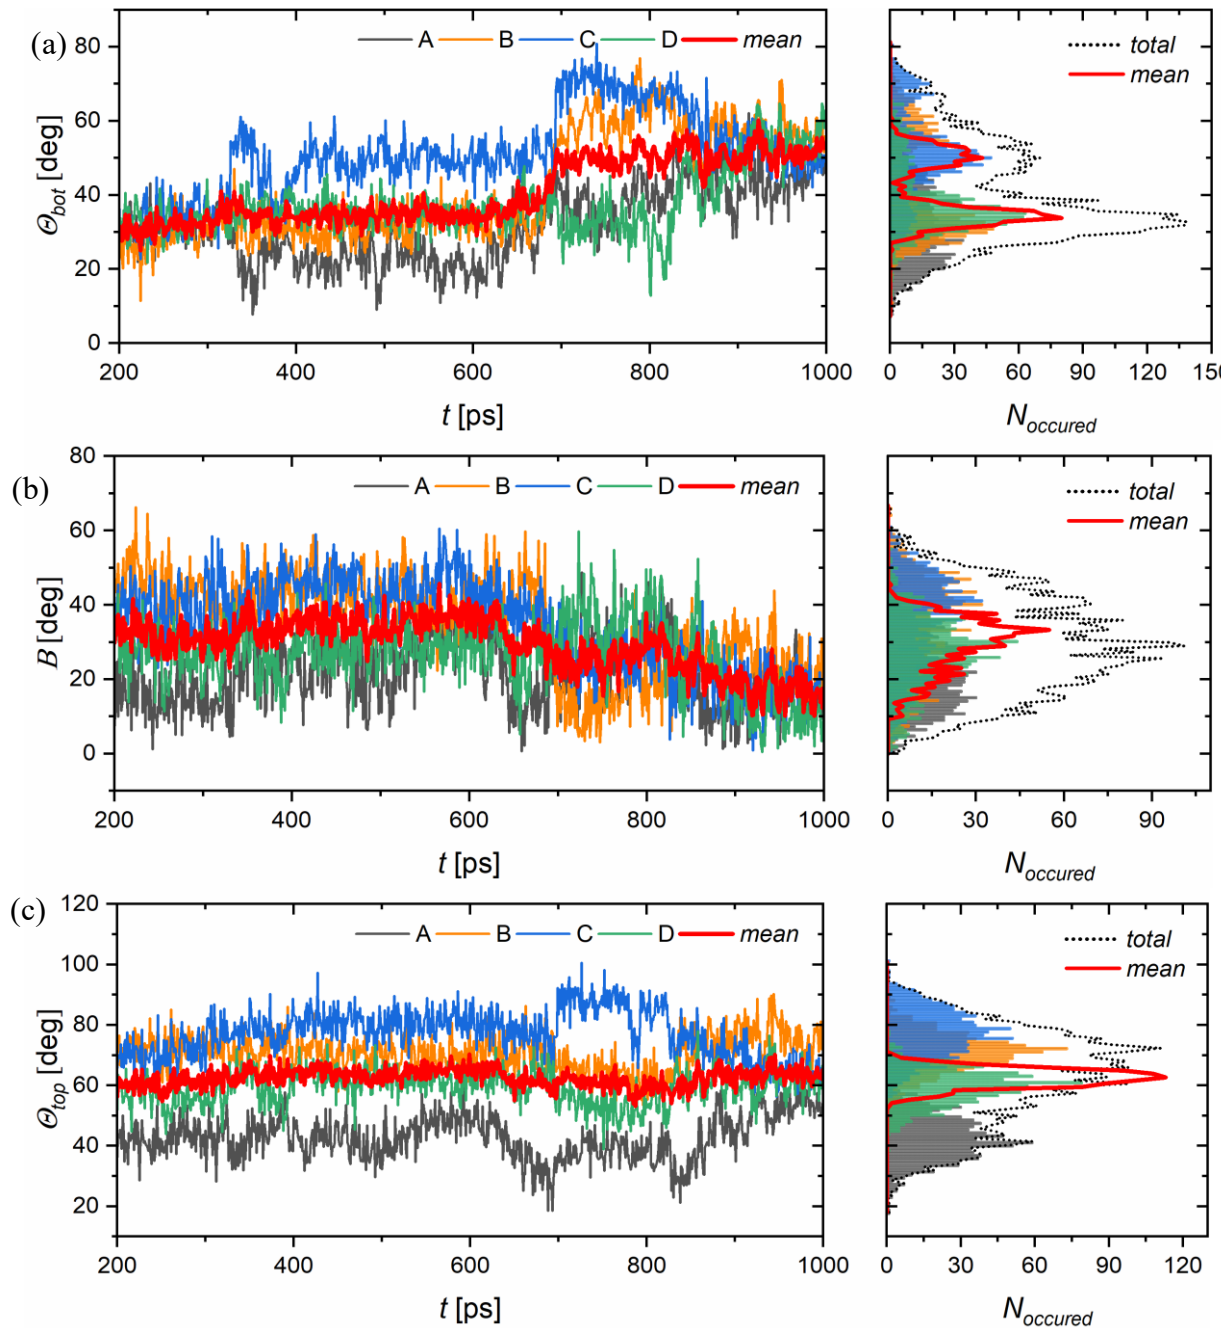 (a)
A B C D mean
total
mean
80
60
40
20
0
Θbot [deg]
200 400 600 800 1000
0 30 60 90 120 150
t [ps]
Noccured
(b)
A B C D mean
total
mean
80
60
40
20
0
B [deg]
200 400 600 800 1000
0 30 60 90
t [ps]
Noccured
(c)
A B C D mean
total
mean
120
100
80
60
40
20
Θtop [deg]
200 400 600 800 1000
0 30 60 90 120
t [ps]
Noccured